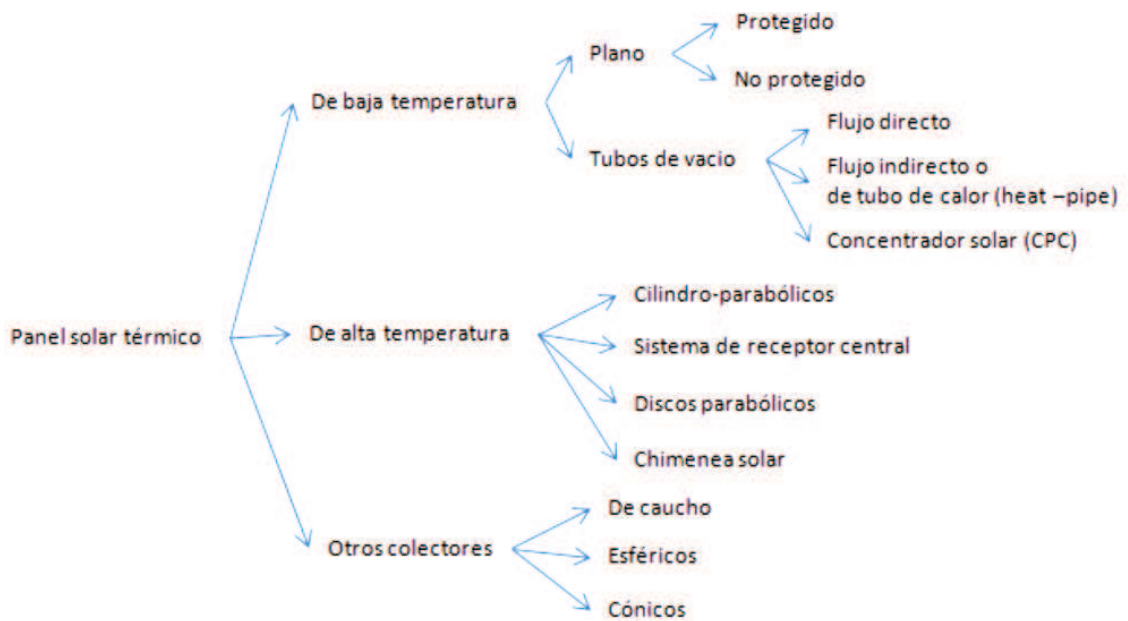 Panel solar térmico
De baja temperatura
Plano
Protegido
No protegido
Tubos de vacio
Flujo directo
Flujo indirecto o
de tubo de calor (heat –pipe)
Concentrador solar (CPC)
De alta temperatura
Cilindro-parabólicos
Sistema de receptor central
Discos parabólicos
Chimenea solar
Otros colectores
De caucho
Esféricos
Cónicos